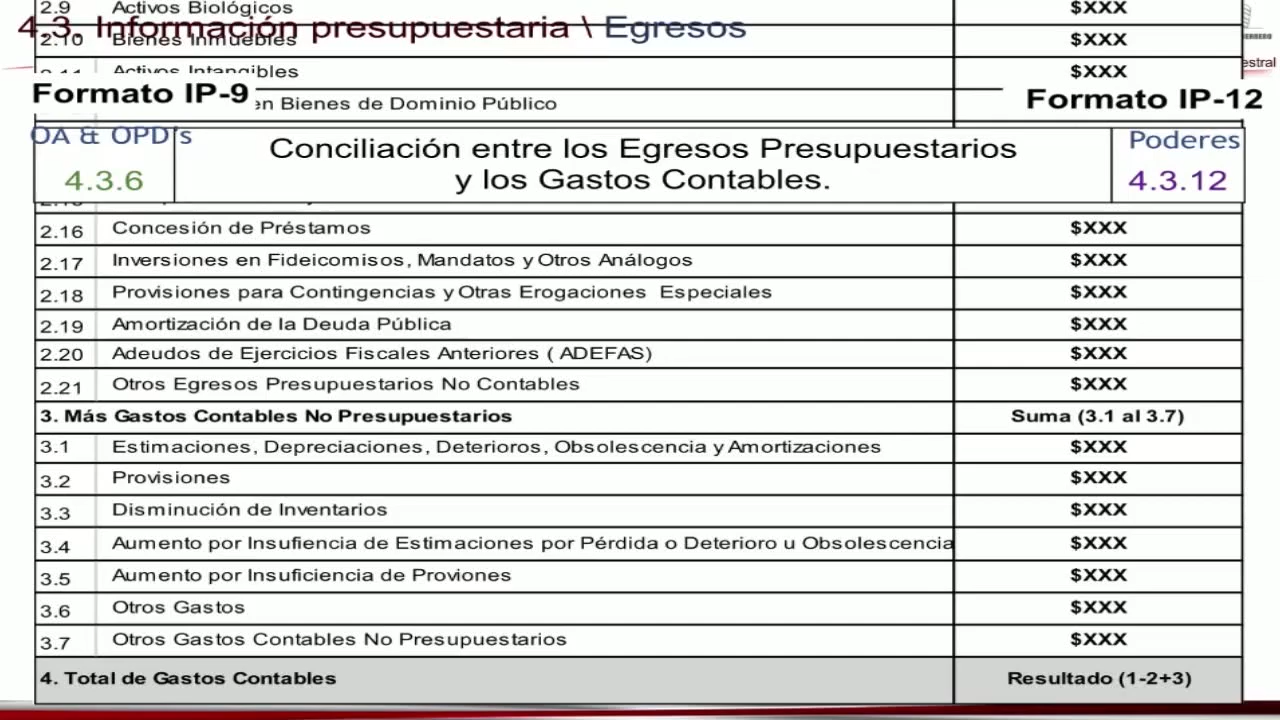 2.9 Activos Biológicos $XXX
4.3. Información presupuestaria \ Egresos
2.10 Bienes Inmuebles $XXX
Activos Intangibles $XXX
Formato IP-9 en Bienes de Dominio Público Formato IP-12
OA & OPD's Poderes
Conciliación entre los Egresos Presupuestarios
4.3.6 y los Gastos Contables. 4.3.12
2.16 Concesión de Préstamos $XXX
2.17 Inversiones en Fideicomisos, Mandatos y Otros Análogos $XXX
2.18 Provisiones para Contingencias y Otras Erogaciones Especiales $XXX
2.19 Amortización de la Deuda Pública $XXX
2.20 Adeudos de Ejercicios Fiscales Anteriores ( ADEFAS) $XXX
2.21 Otros Egresos Presupuestarios No Contables $XXX
3. Más Gastos Contables No Presupuestarios Suma (3.1 al 3.7)
3.1 Estimaciones, Depreciaciones, Deterioros, Obsolescencia y Amortizaciones $XXX
3.2 Provisiones $XXX
3.3 Disminución de Inventarios $XXX
3.4 Aumento por Insufiencia de Estimaciones por Pérdida o Deterioro u Obsolescencia $XXX
3.5 Aumento por Insuficiencia de Proviones $XXX
3.6 Otros Gastos $XXX
3.7 Otros Gastos Contables No Presupuestarios $XXX
4. Total de Gastos Contables Resultado (1-2+3)